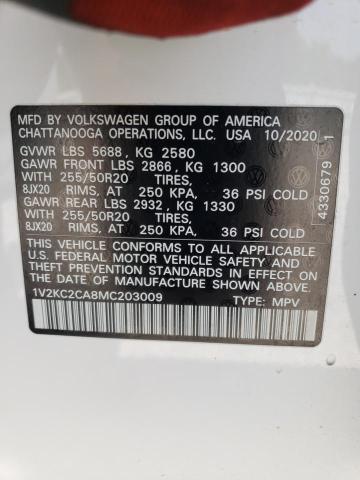 MFD BY VOLKSWAGEN GROUP OF AMERICA
CHATTANOOGA OPERATIONS, LLC. USA 10/2020
GVWR LBS 5688, KG 2580
GAWR FRONT LBS 2866, KG 1300
WITH 255/50R20 TIRES,
8JX20 RIMS, AT 250 KPA, 36 PSI COLD
GAWR REAR LBS 2932, KG 1330
WITH 255/50R20 TIRES,
8JX20 RIMS, AT 250 KPA, 36 PSI COLD
THIS VEHICLE CONFORMS TO ALL APPLICABLE
U.S. FEDERAL MOTOR VEHICLE SAFETY AND
THEFT PREVENTION STANDARDS IN EFFECT ON
THE DATE OF MANUFACTURE SHOWN ABOVE.
1V2KC2CA8MC203009 TYPE: MPV
4330679 1